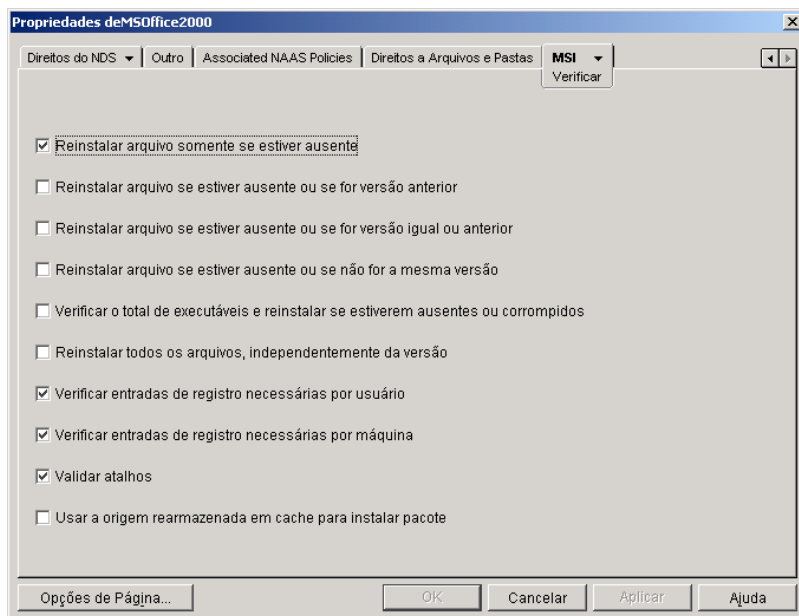 Propriedades deMSOffice2000
Direitos do NDS Outro Associated NAAS Policies Direitos a Arquivos e Pastas MSI
Verificar
Reinstalar arquivo somente se estiver ausente
Reinstalar arquivo se estiver ausente ou se for versão anterior
Reinstalar arquivo se estiver ausente ou se for versão igual ou anterior
Reinstalar arquivo se estiver ausente ou se não for a mesma versão
Verificar o total de executáveis e reinstalar se estiverem ausentes ou corrompidos
Reinstalar todos os arquivos, independentemente da versão
Verificar entradas de registro necessárias por usuário
Verificar entradas de registro necessárias por máquina
Validar atalhos
Usar a origem rearmazenada em cache para instalar pacote
Opções de Página... OK Cancelar Aplicar Ajuda